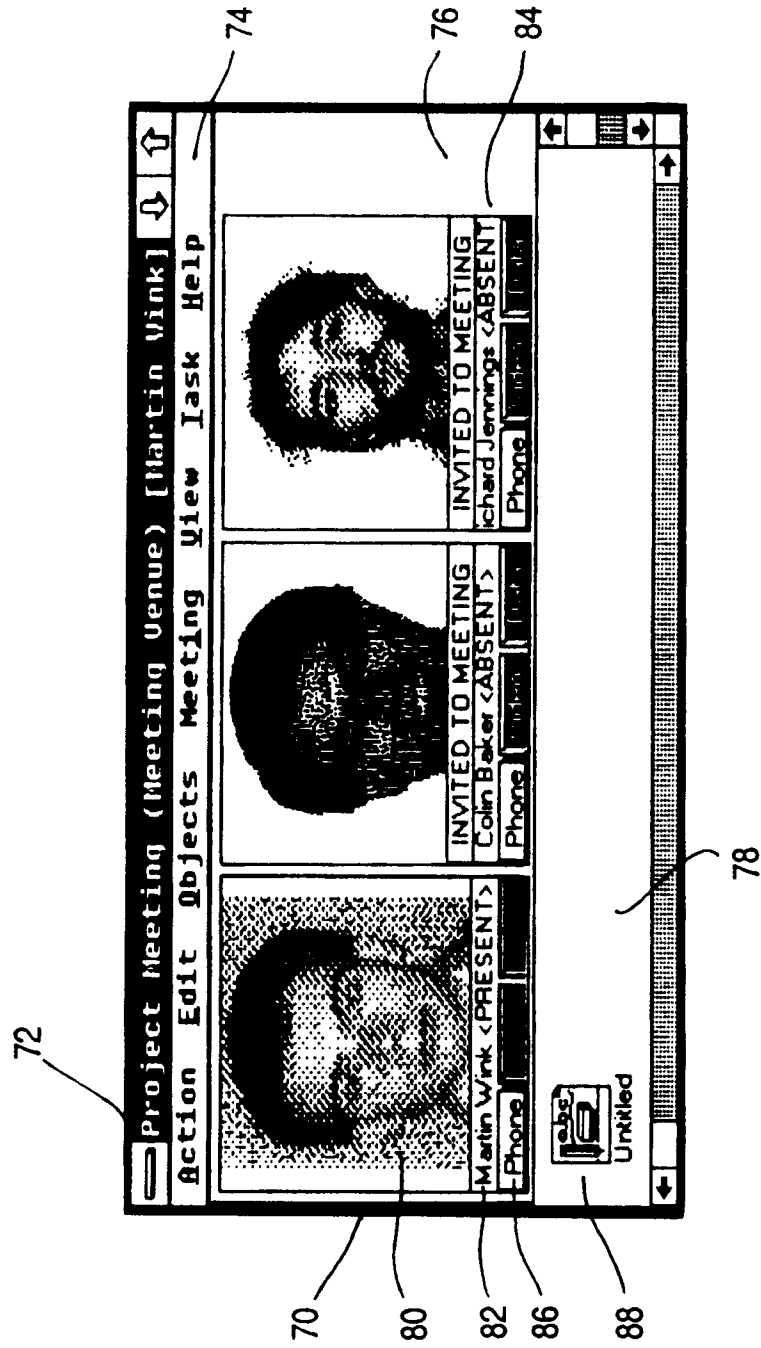 72
Project Meeting (Meeting Venue) [Martin Wink]
Action Edit Objects Meeting View Task Help
74
70
76
80
INVITED TO MEETING
INVITED TO MEETING
82
Martin Wink <PRESENT>
Colin Baker <ABSENT>
ichard Jennings <ABSENT
84
86
Phone
Phone
Phone
88
abc
Untitled
78